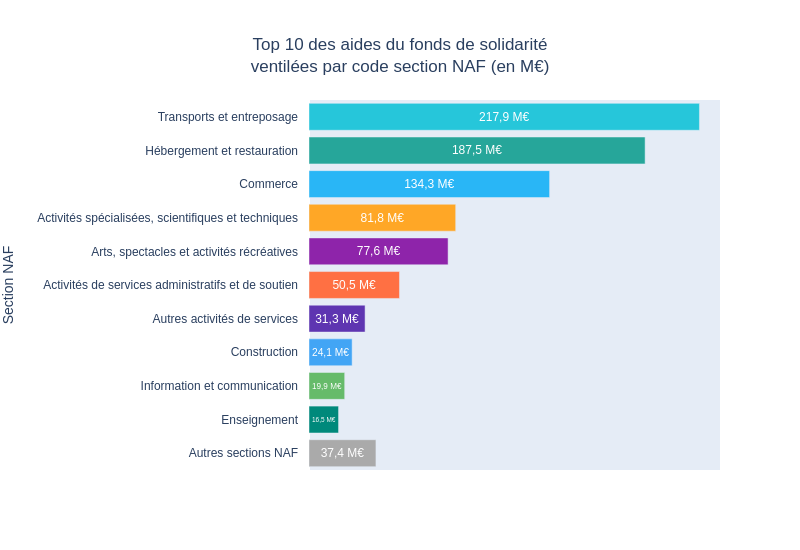 Top 10 des aides du fonds de solidarité
ventilées par code section NAF (en M€)
Section NAF
Transports et entreposage 217,9 M€
Hébergement et restauration 187,5 M€
Commerce 134,3 M€
Activités spécialisées, scientifiques et techniques 81,8 M€
Arts, spectacles et activités récréatives 77,6 M€
Activités de services administratifs et de soutien 50,5 M€
Autres activités de services 31,3 M€
Construction 24,1 M€
Information et communication 19,9 M€
Enseignement 16,5 M€
Autres sections NAF 37,4 M€